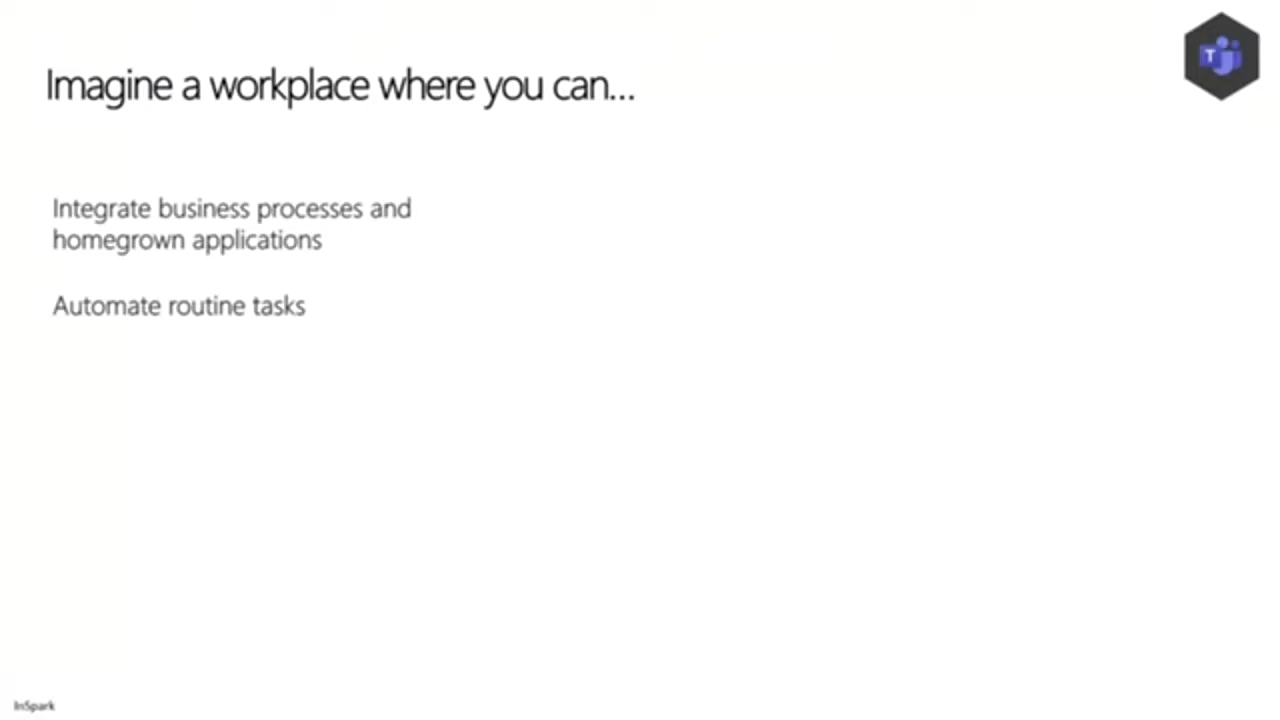 Imagine a workplace where you can...
T
Integrate business processes and
homegrown applications
Automate routine tasks
InSpark